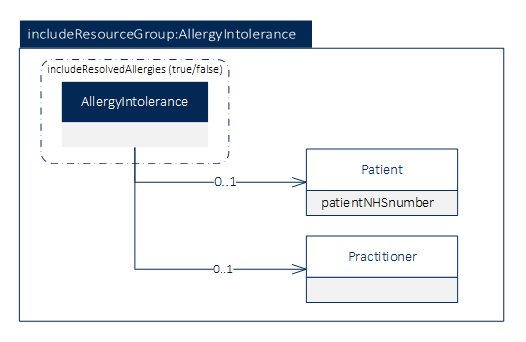 includeResourceGroup:AllergyIntolerance
includeResolvedAllergies (true/false)
AllergyIntolerance
Patient
0..1
patientNHSnumber
Practitioner
0..1